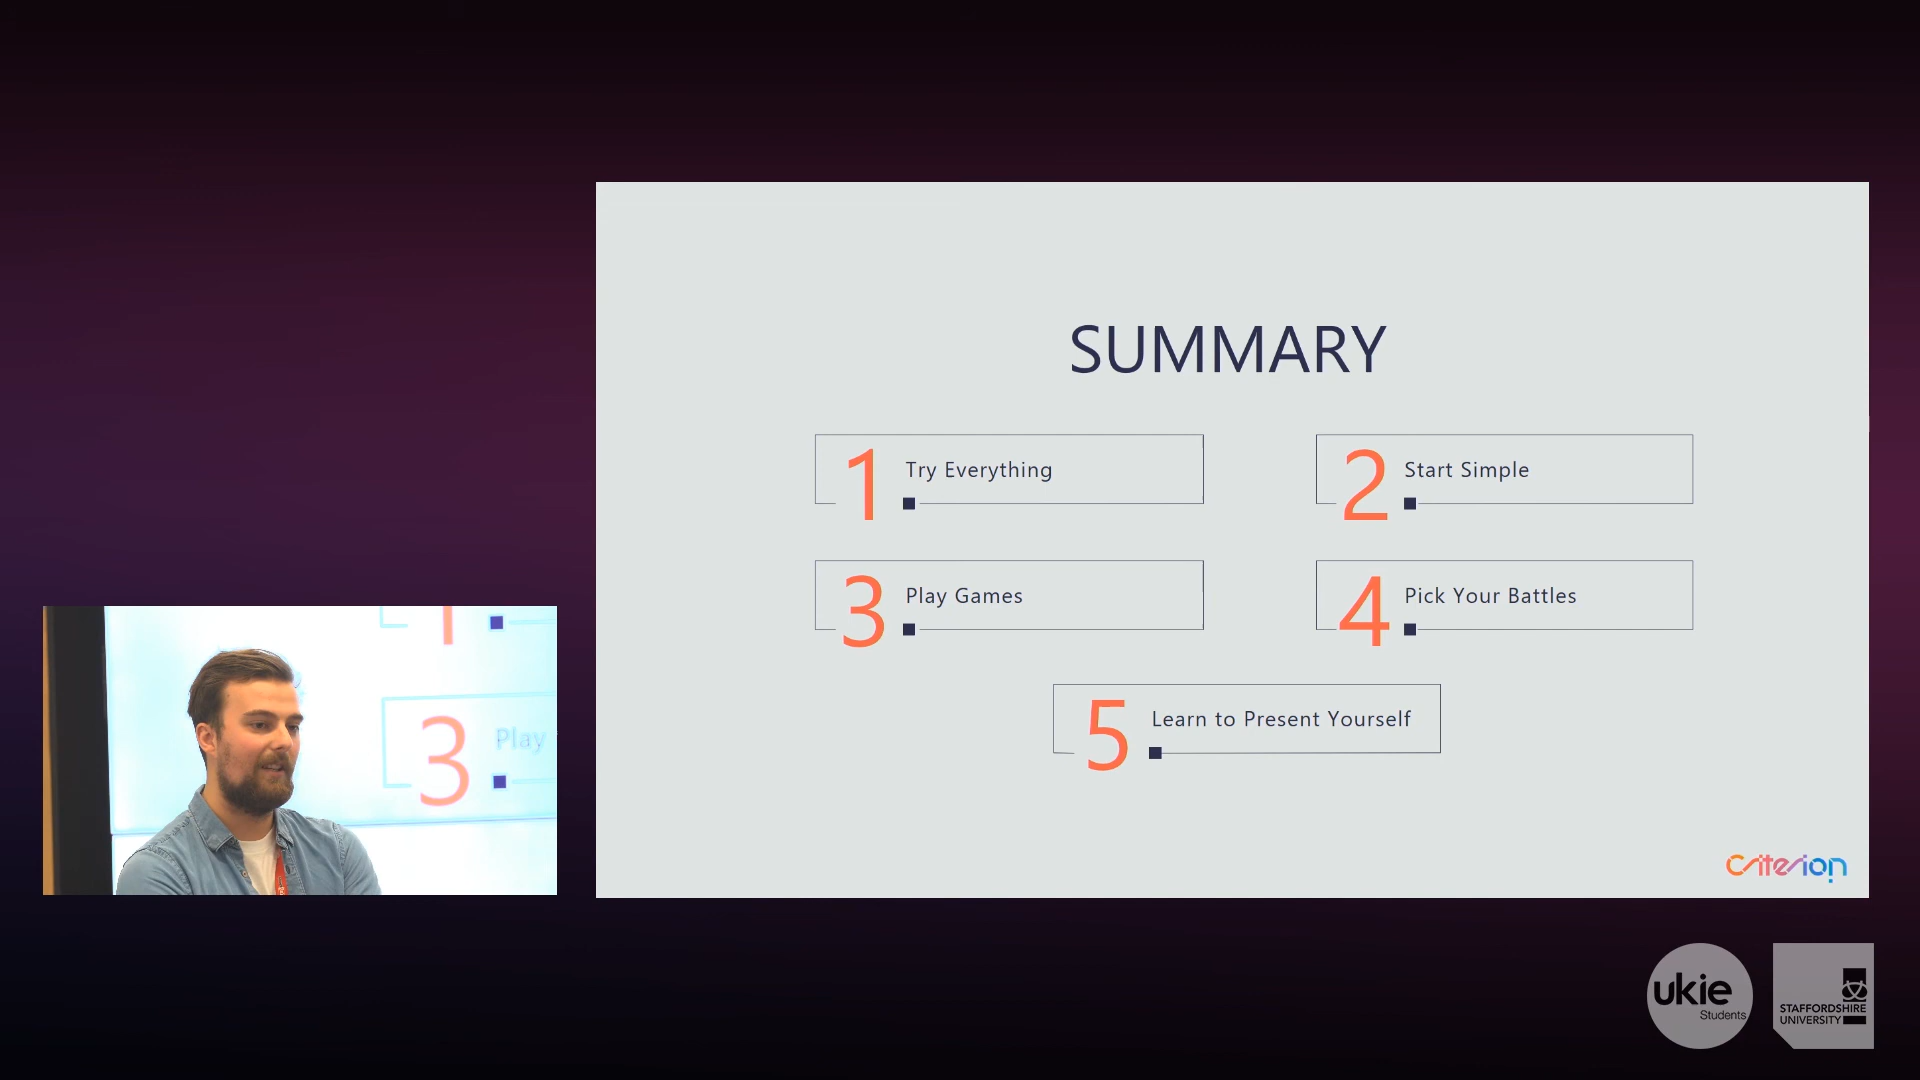 SUMMARY
1 Try Everything
2 Start Simple
3 Play Games
4 Pick Your Battles
5 Learn to Present Yourself
1
3 Play
criterion
ukie
Students
STAFFORDSHIRE
UNIVERSITY